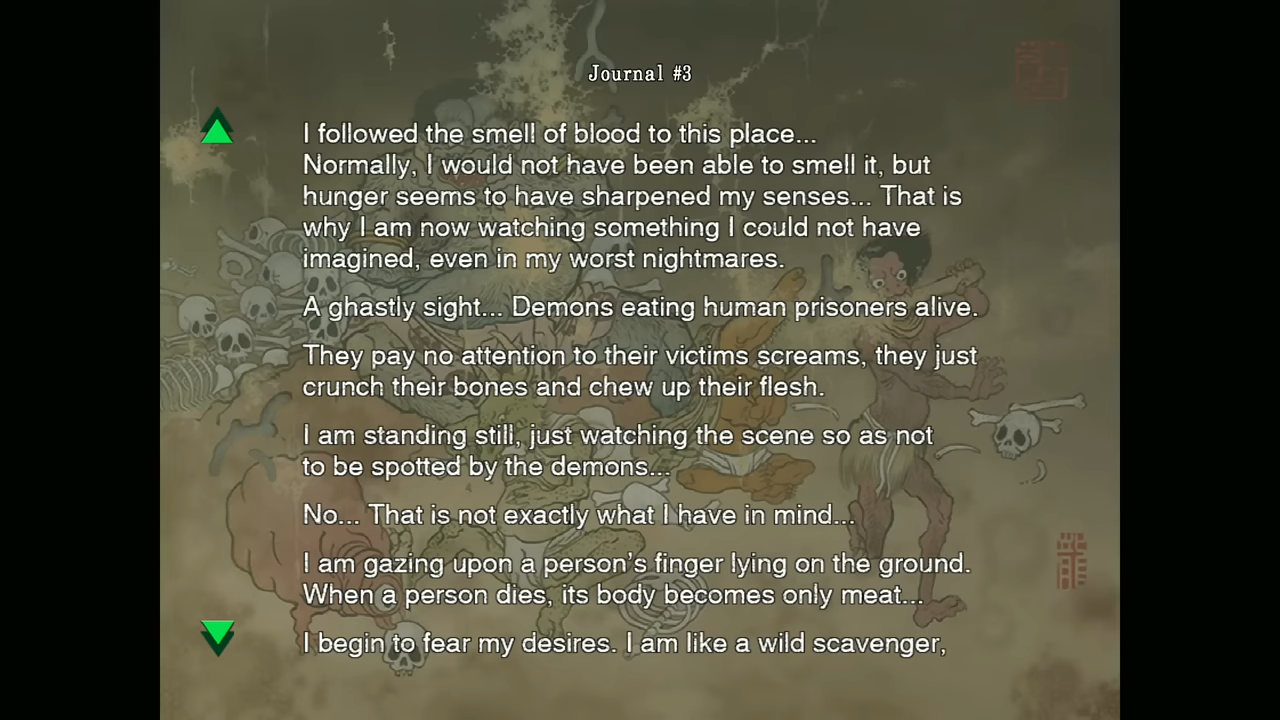 Journal #3
I followed the smell of blood to this place...
Normally, I would not have been able to smell it, but
hunger seems to have sharpened my senses... That is
why I am now watching something I could not have
imagined, even in my worst nightmares.
A ghastly sight... Demons eating human prisoners alive.
They pay no attention to their victims screams, they just
crunch their bones and chew up their flesh.
I am standing still, just watching the scene so as not
to be spotted by the demons...
No... That is not exactly what I have in mind...
I am gazing upon a person's finger lying on the ground.
When a person dies, its body becomes only meat...
I begin to fear my desires. I am like a wild scavenger,